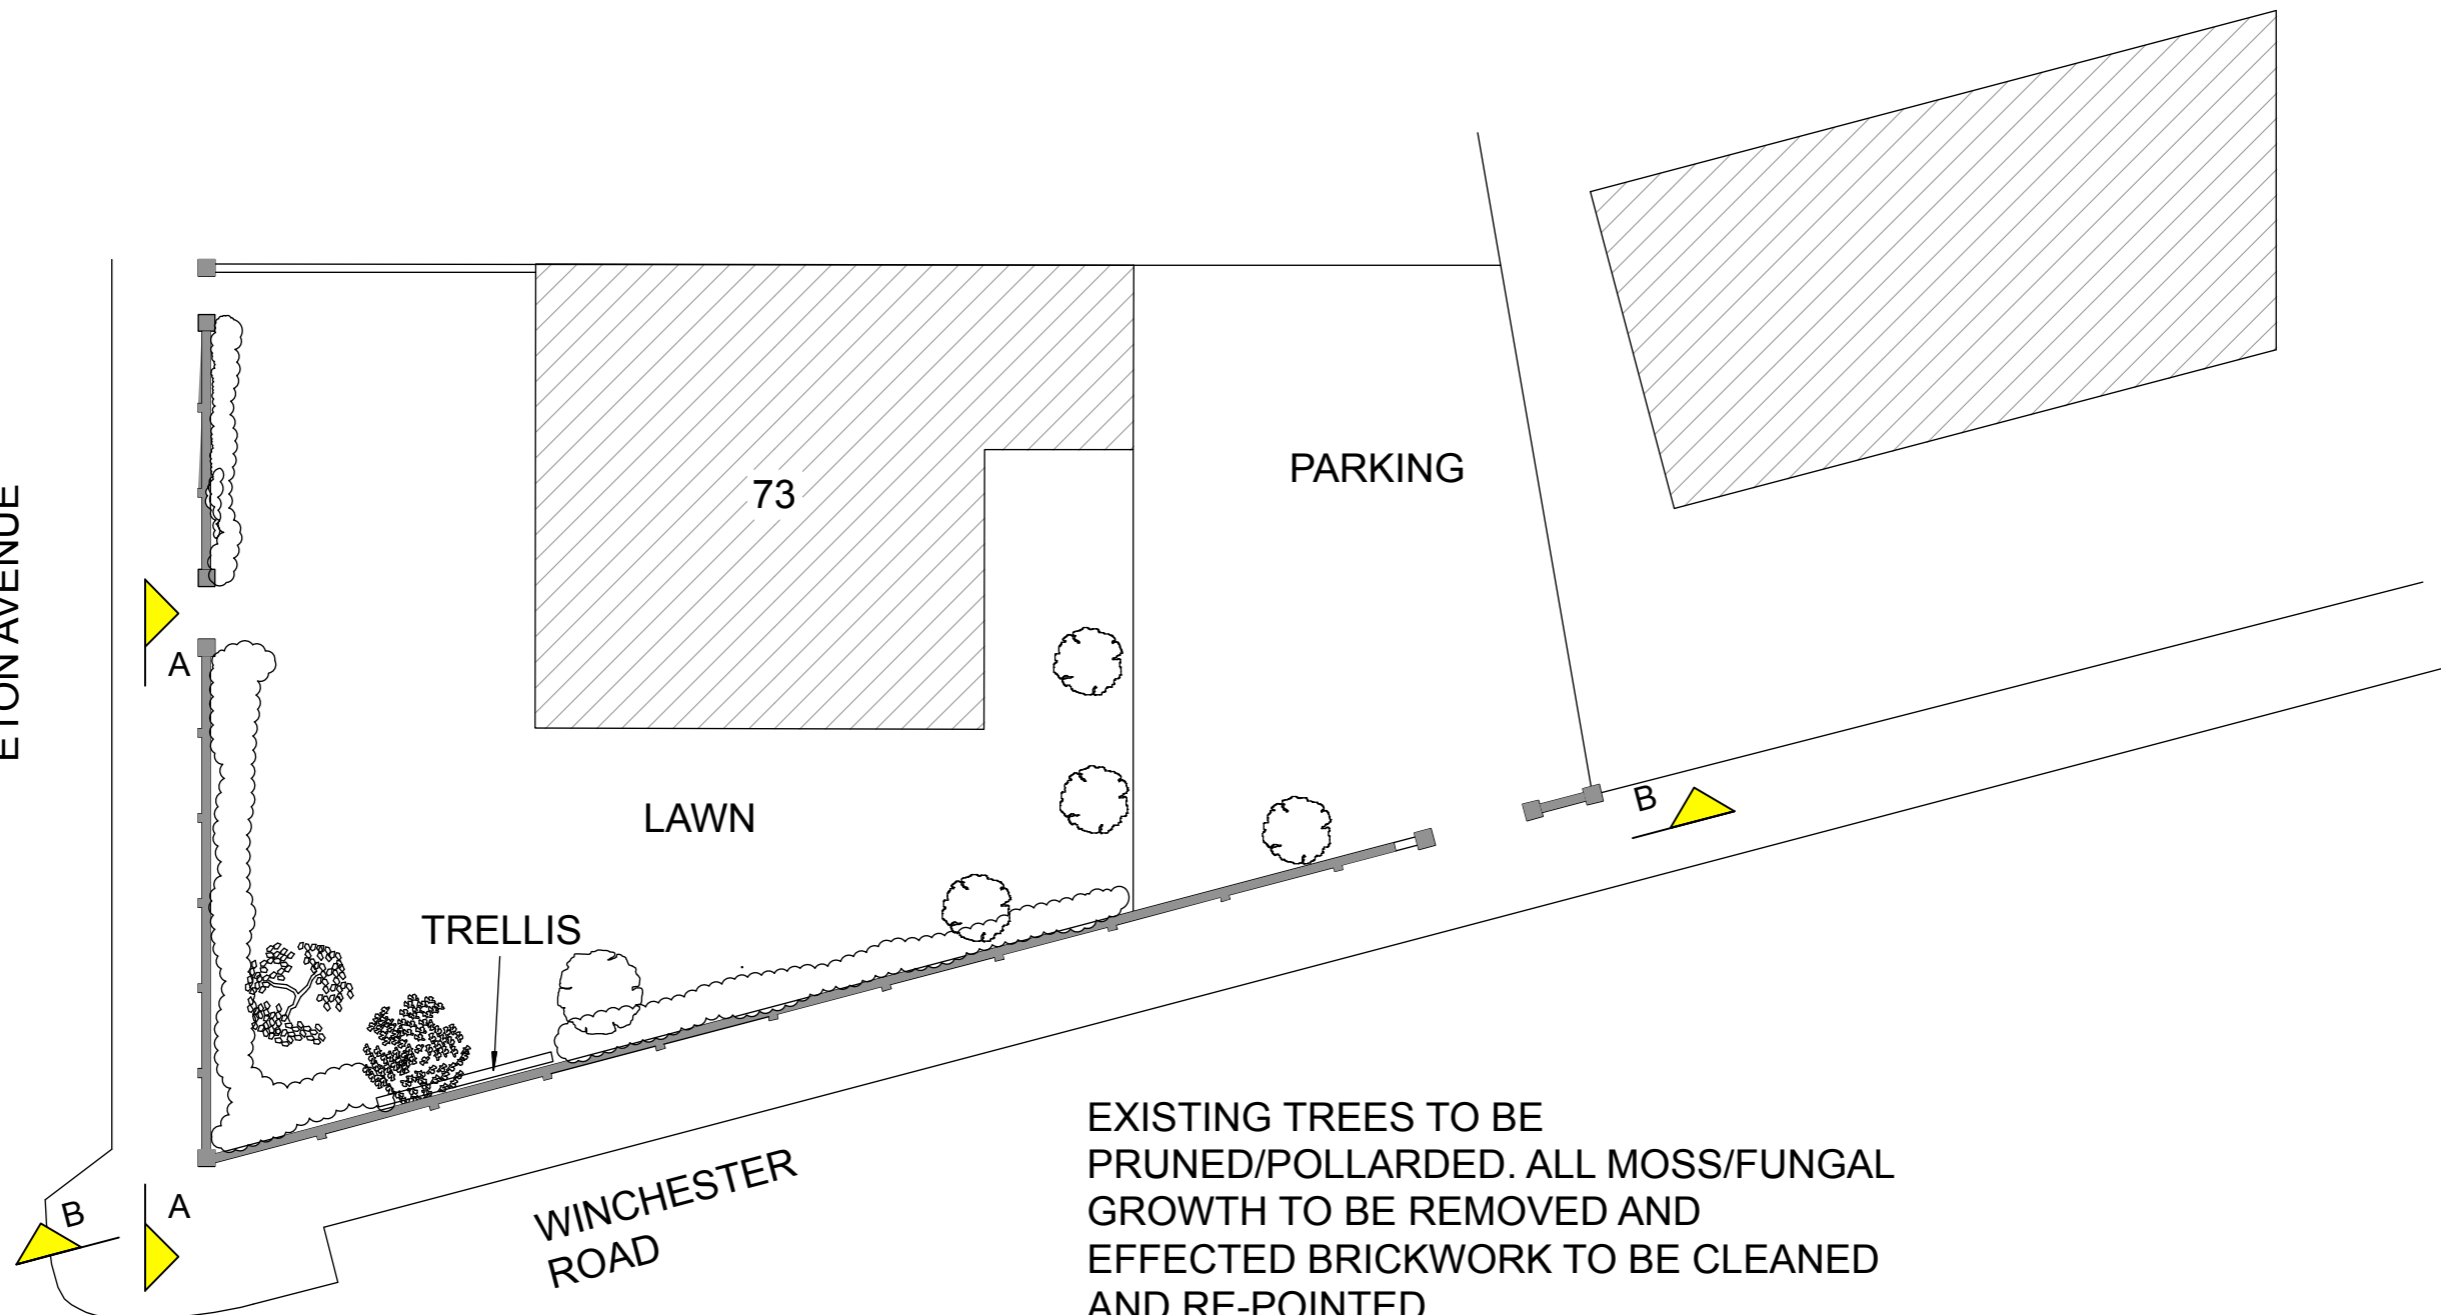 ETON AVENUE
73
PARKING
A
LAWN
B
TRELLIS
A
B
WINCHESTER
ROAD
EXISTING TREES TO BE
PRUNED/POLLARDED. ALL MOSS/FUNGAL
GROWTH TO BE REMOVED AND
EFFECTED BRICKWORK TO BE CLEANED
AND RE-POINTED